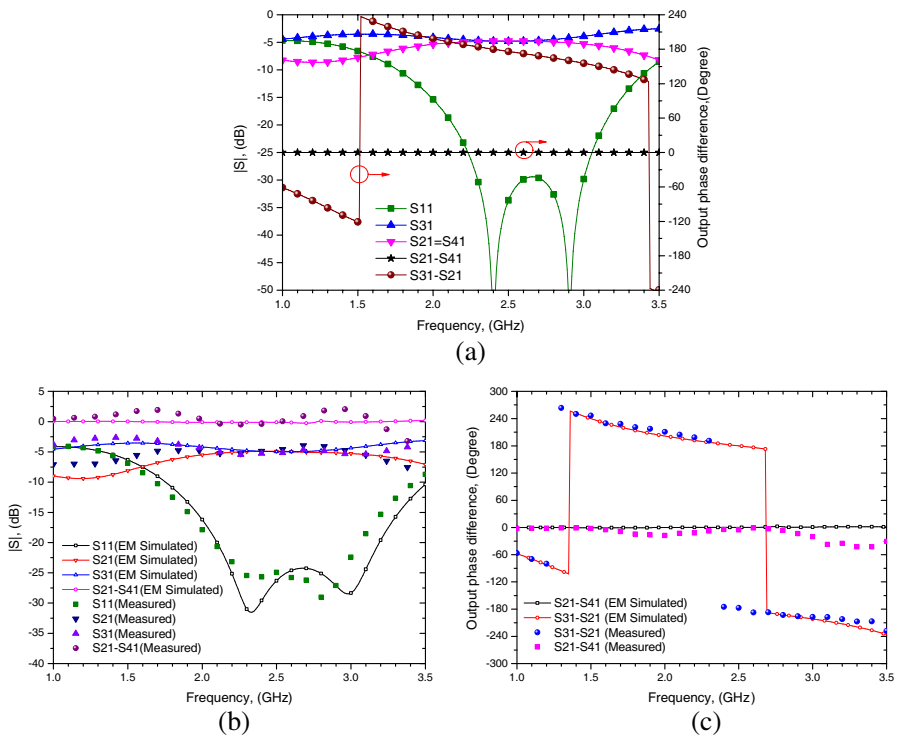 0
-5
-10
-15
-20
-25
-30
-35
-40
-45
-50
|S|, (dB)
240
180
120
60
0
-60
-120
-180
-240
Output phase difference,(Degree)
S11
S31
S21=S41
S21-S41
S31-S21
1.0 1.5 2.0 2.5 3.0 3.5
Frequency, (GHz)
(a)
5
0
-5
-10
-15
-20
-25
-30
-35
-40
|S|, (dB)
S11(EM Simulated)
S21(EM Simulated)
S31(EM Simulated)
S21-S41(EM Simulated)
S11(Measured)
S21(Measured)
S31(Measured)
S21-S41(Measured)
1.0 1.5 2.0 2.5 3.0 3.5
Frequency, (GHz)
(b)
300
240
180
120
60
0
-60
-120
-180
-240
-300
Output phase difference, (Degree)
S21-S41 (EM Simulated)
S31-S21 (EM Simulated)
S31-S21 (Measured)
S21-S41 (Measured)
1.0 1.5 2.0 2.5 3.0 3.5
Frequency, (GHz)
(c)